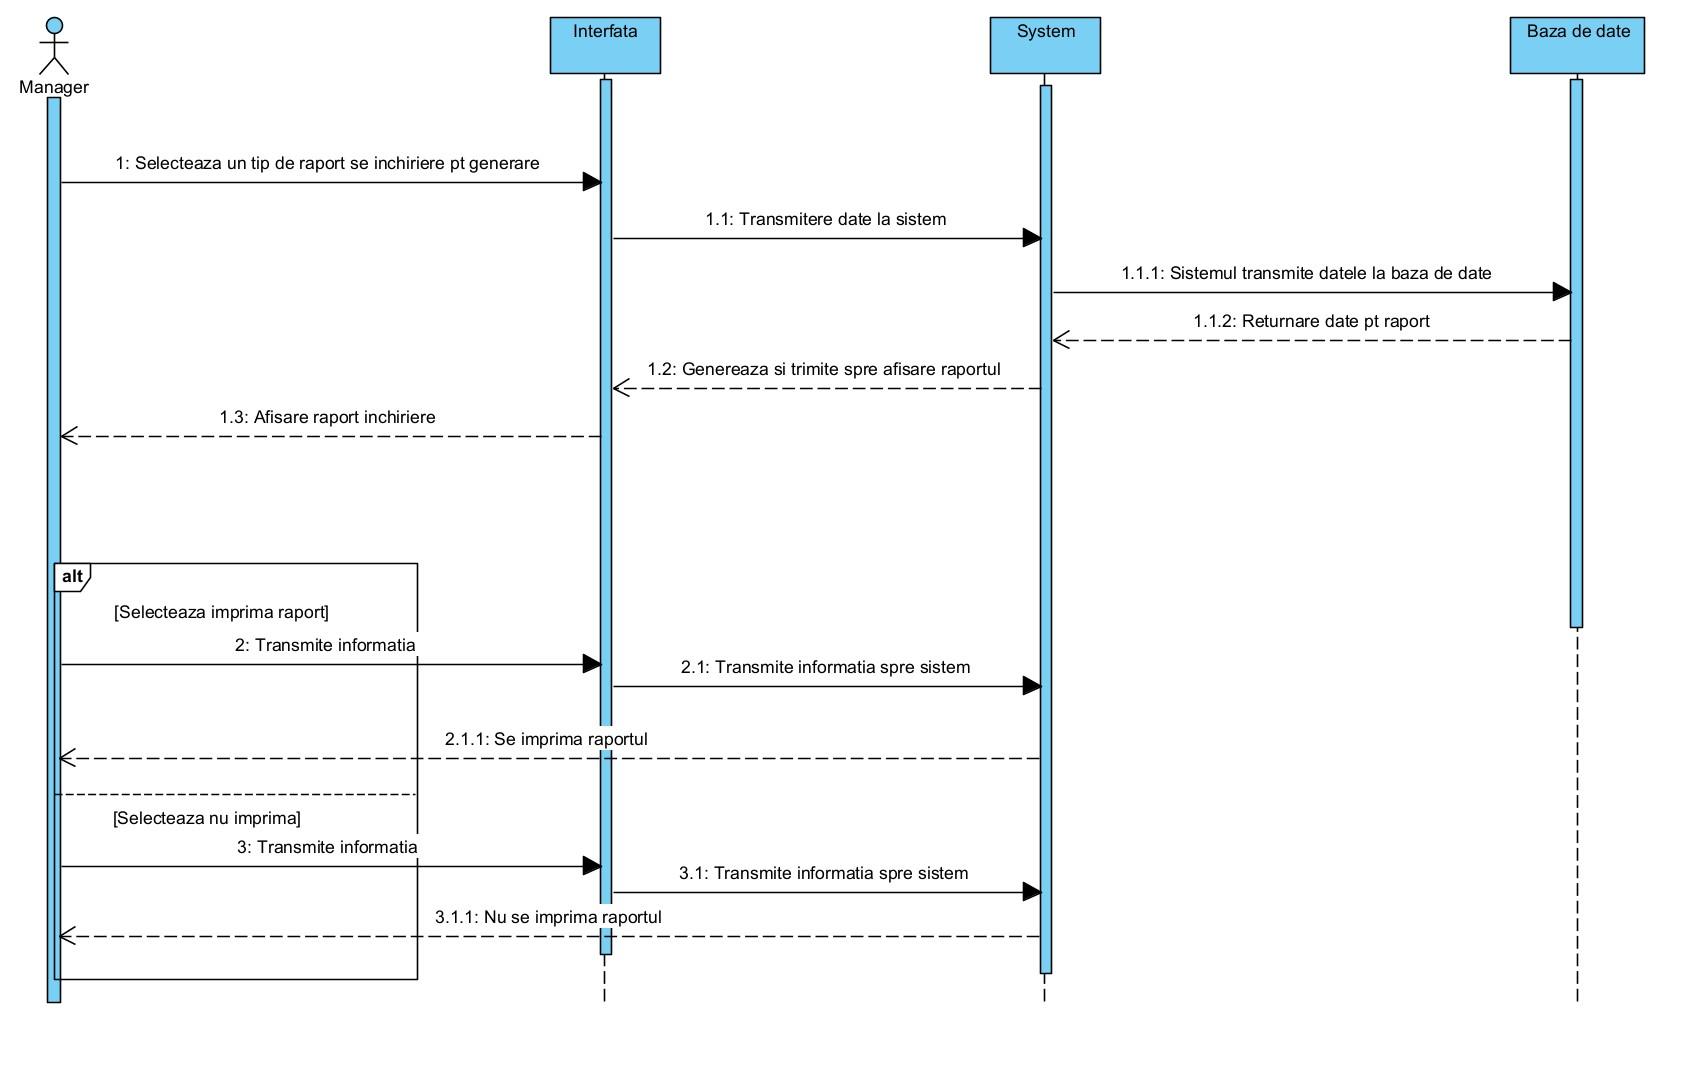 Manager
Interfata
System
Baza de date
1: Selecteaza un tip de raport se inchiriere pt generare
1.1: Transmitere date la sistem
1.1.1: Sistemul transmite datele la baza de date
1.1.2: Returnare date pt raport
1.2: Genereaza si trimite spre afisare raportul
1.3: Afisare raport inchiriere
alt
[Selecteaza imprima raport]
2: Transmite informatia
2.1: Transmite informatia spre sistem
2.1.1: Se imprima raportul
[Selecteaza nu imprima]
3: Transmite informatia
3.1: Transmite informatia spre sistem
3.1.1: Nu se imprima raportul